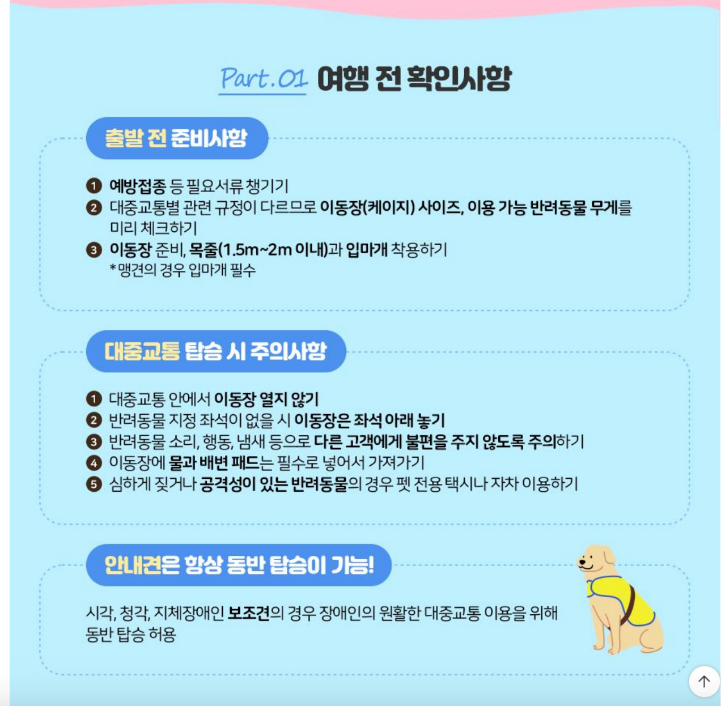 Part.01 여행 전 확인사항
출발 전 준비사항
1 예방접종 등 필요서류 챙기기
2 대중교통별 관련 규정이 다르므로 이동장(케이지) 사이즈, 이용 가능 반려동물 무게를
미리 체크하기
3 이동장 준비, 목줄(1.5m~2m 이내)과 입마개 착용하기
*맹견의 경우 입마개 필수
대중교통 탑승 시 주의사항
1 대중교통 안에서 이동장 열지 않기
2 반려동물 지정 좌석이 없을 시 이동장은 좌석 아래 놓기
3 반려동물 소리, 행동, 냄새 등으로 다른 고객에게 불편을 주지 않도록 주의하기
4 이동장에 물과 배변 패드는 필수로 넣어서 가져가기
5 심하게 짖거나 공격성이 있는 반려동물의 경우 펫 전용 택시나 자차 이용하기
안내견은 항상 동반 탑승이 가능!
시각, 청각, 지체장애인 보조견의 경우 장애인의 원활한 대중교통 이용을 위해
동반 탑승 허용